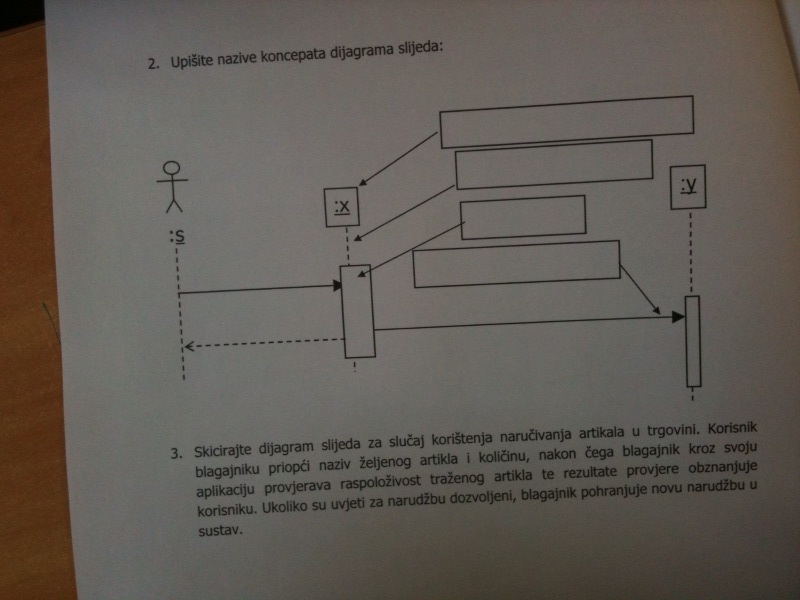 2. Upišite nazive koncepata dijagrama slijeda:
:x
:y
:s
3. Skicirajte dijagram slijeda za slučaj korištenja naručivanja artikala u trgovini. Korisnik
blagajniku priopći naziv željenog artikla i količinu, nakon čega blagajnik kroz svoju
aplikaciju provjerava raspoloživost traženog artikla te rezultate provjere obznanjuje
korisniku. Ukoliko su uvjeti za narudžbu dozvoljeni, blagajnik pohranjuje novu narudžbu u
sustav.